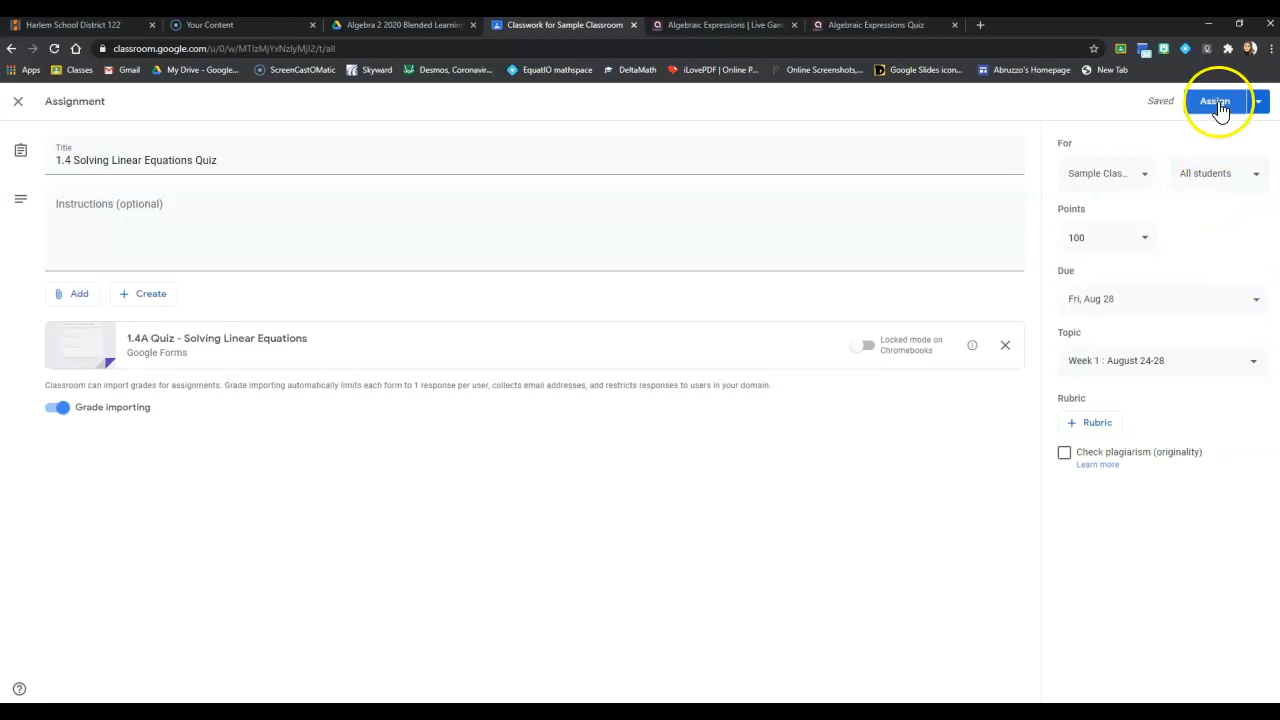 Harlem School District 122
Your Content
Algebra 2 2020 Blended Learning
Classwork for Sample Classroom
Algebraic Expressions | Live Gam
Algebraic Expressions Quiz
classroom.google.com/u/0/w/MTIzMjYxNzIyMjI2/t/all
Apps
Classes
Gmail
My Drive - Google...
ScreenCastOMatic
Skyward
Desmos, Coronavir...
EquatIO mathspace
DeltaMath
iLovePDF | Online P...
Online Screenshots,...
Google Slides icon...
Abruzzo's Homepage
New Tab
Assignment
Saved
Assign
Title
1.4 Solving Linear Equations Quiz
Instructions (optional)
Add
Create
1.4A Quiz - Solving Linear Equations
Google Forms
Locked mode on
Chromebooks
Classroom can import grades for assignments. Grade importing automatically limits each form to 1 response per user, collects email addresses, and restricts responses to users in your domain.
Grade importing
For
Sample Clas...
All students
Points
100
Due
Fri, Aug 28
Topic
Week 1 : August 24-28
Rubric
+ Rubric
Check plagiarism (originality)
Learn more